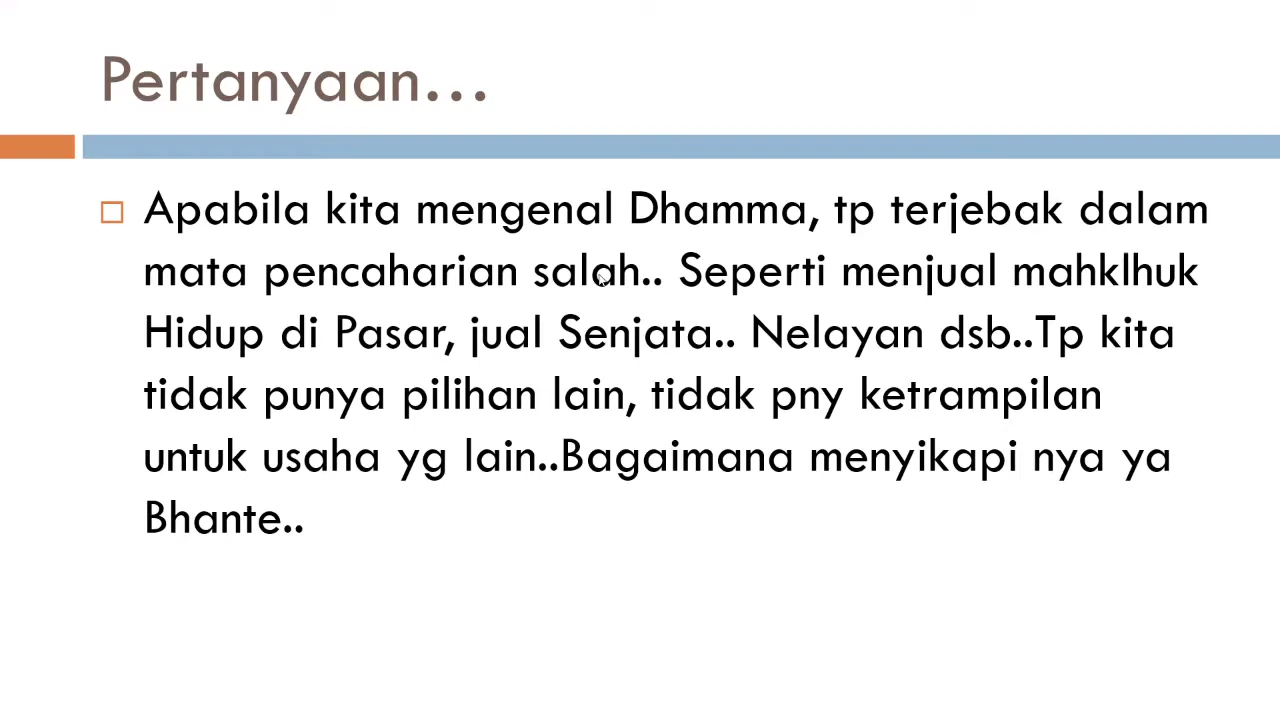 Pertanyaan...
Apabila kita mengenal Dhamma, tp terjebak dalam
mata pencaharian salah.. Seperti menjual mahklhuk
Hidup di Pasar, jual Senjata.. Nelayan dsb..Tp kita
tidak punya pilihan lain, tidak pny ketrampilan
untuk usaha yg lain..Bagaimana menyikapi nya ya
Bhante..